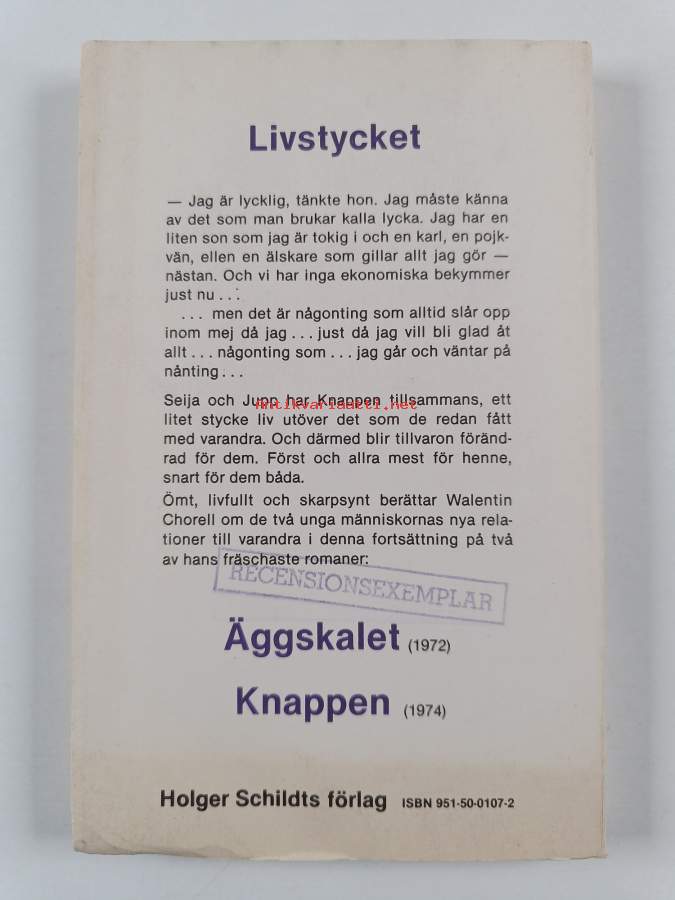 Livstycket
— Jag är lycklig, tänkte hon. Jag måste känna
av det som man brukar kalla lycka. Jag har en
liten son som jag är tokig i och en karl, en pojk-
vän, ellen en älskare som gillar allt jag gör —
nästan. Och vi har inga ekonomiska bekymmer
just nu ...
... men det är någonting som alltid slår opp
inom mej då jag ... just då jag vill bli glad åt
allt ... någonting som ... jag går och väntar på
nånting ...
Seija och Jupp har Knappen tillsammans, ett
antikvariaatti.net
litet stycke liv utöver det som de redan fått
med varandra. Och därmed blir tillvaron föränd-
rad för dem. Först och allra mest för henne,
snart för dem båda.
Ömt, livfullt och skarpsynt berättar Walentin
Chorell om de två unga människornas nya rela-
tioner till varandra i denna fortsättning på två
av hans fräschaste romaner:
RECENSIONSEXEMPLAR
Äggskalet (1972)
Knappen (1974)
Holger Schildts förlag ISBN 951-50-0107-2